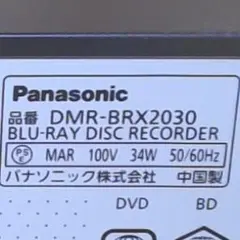 Panasonic
品番 DMR-BRX2030
BLU-RAY DISC RECORDER
PSE MAR 100V 34W 50/60Hz
パナソニック株式会社 中国製
DVD BD